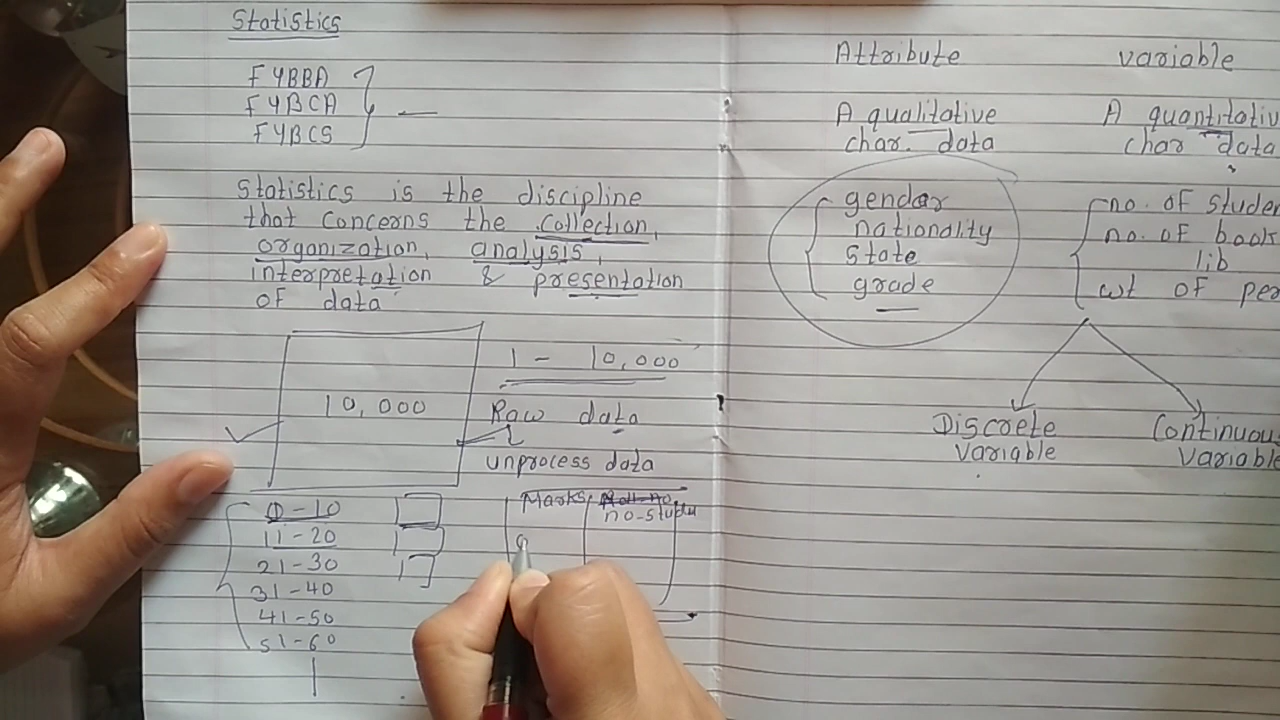 Statistics
FYBBA
FYBCA
FYBCS
Statistics is the discipline
that concerns the collection,
organization, analysis,
interpretation & presentation
of data
10,000
1 - 10,000
Raw data
unprocess data
0-10
11-20
21-30
31-40
41-50
51-60
Marks
no-studen
Attribute
A qualitative
char. data
gender
nationality
state
grade
variable
A quantitativ
char data
no. of studen
no. of book
lib
wt of per
Discrete
variable
Continuou
variable